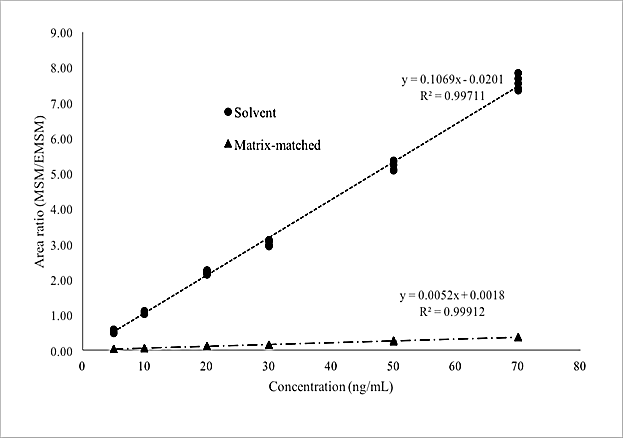 9.00
8.00
7.00
6.00
5.00
4.00
3.00
2.00
1.00
0.00
Area ratio (MSM/EMSM)
y = 0.1069x - 0.0201
R² = 0.99711
Solvent
Matrix-matched
y = 0.0052x + 0.0018
R² = 0.99912
0 10 20 30 40 50 60 70 80
Concentration (ng/mL)